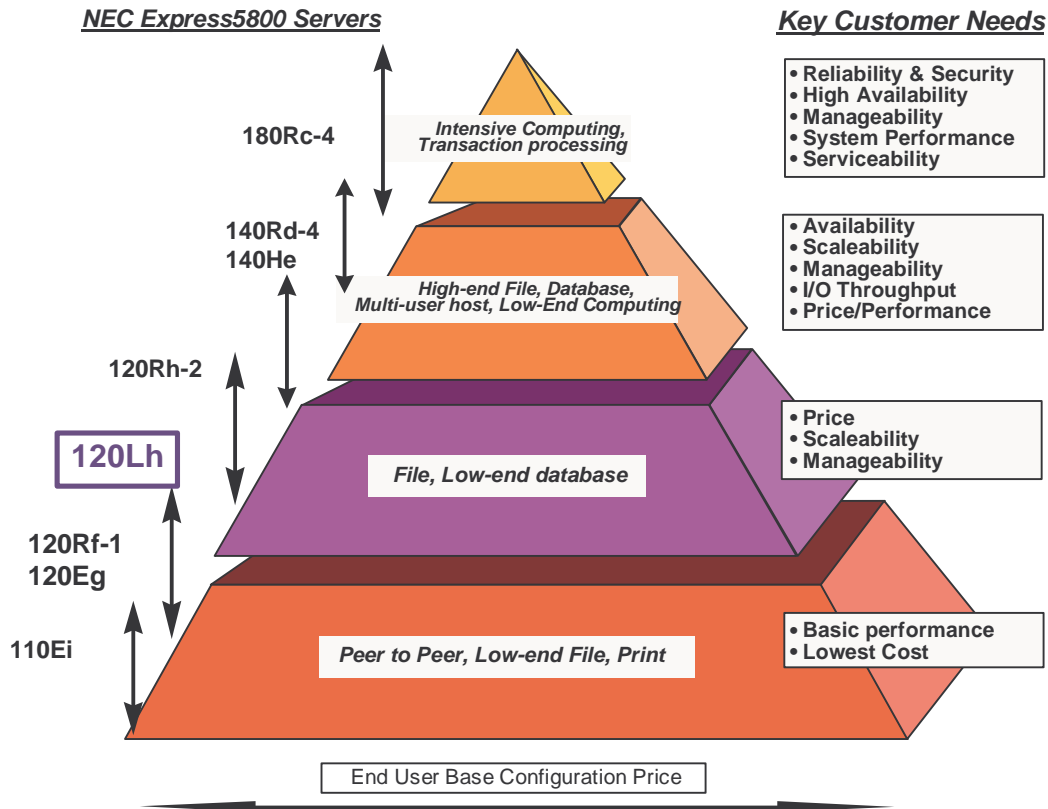 NEC Express5800 Servers
Key Customer Needs
180Rc-4
Intensive Computing,
Transaction processing
• Reliability & Security
• High Availability
• Manageability
• System Performance
• Serviceability
140Rd-4
140He
High-end File, Database,
Multi-user host, Low-End Computing
• Availability
• Scaleability
• Manageability
• I/O Throughput
• Price/Performance
120Rh-2
120Lh
File, Low-end database
• Price
• Scaleability
• Manageability
120Rf-1
120Eg
110Ei
Peer to Peer, Low-end File, Print
• Basic performance
• Lowest Cost
End User Base Configuration Price